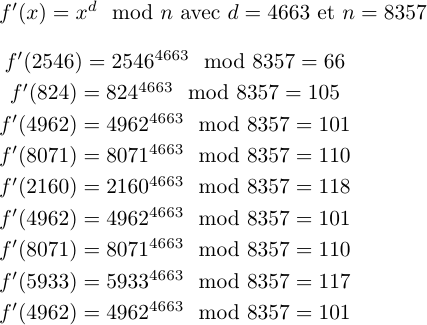 f′(x) = x^d mod n avec d = 4663 et n = 8357
f′(2546) = 2546^4663 mod 8357 = 66
f′(824) = 824^4663 mod 8357 = 105
f′(4962) = 4962^4663 mod 8357 = 101
f′(8071) = 8071^4663 mod 8357 = 110
f′(2160) = 2160^4663 mod 8357 = 118
f′(4962) = 4962^4663 mod 8357 = 101
f′(8071) = 8071^4663 mod 8357 = 110
f′(5933) = 5933^4663 mod 8357 = 117
f′(4962) = 4962^4663 mod 8357 = 101